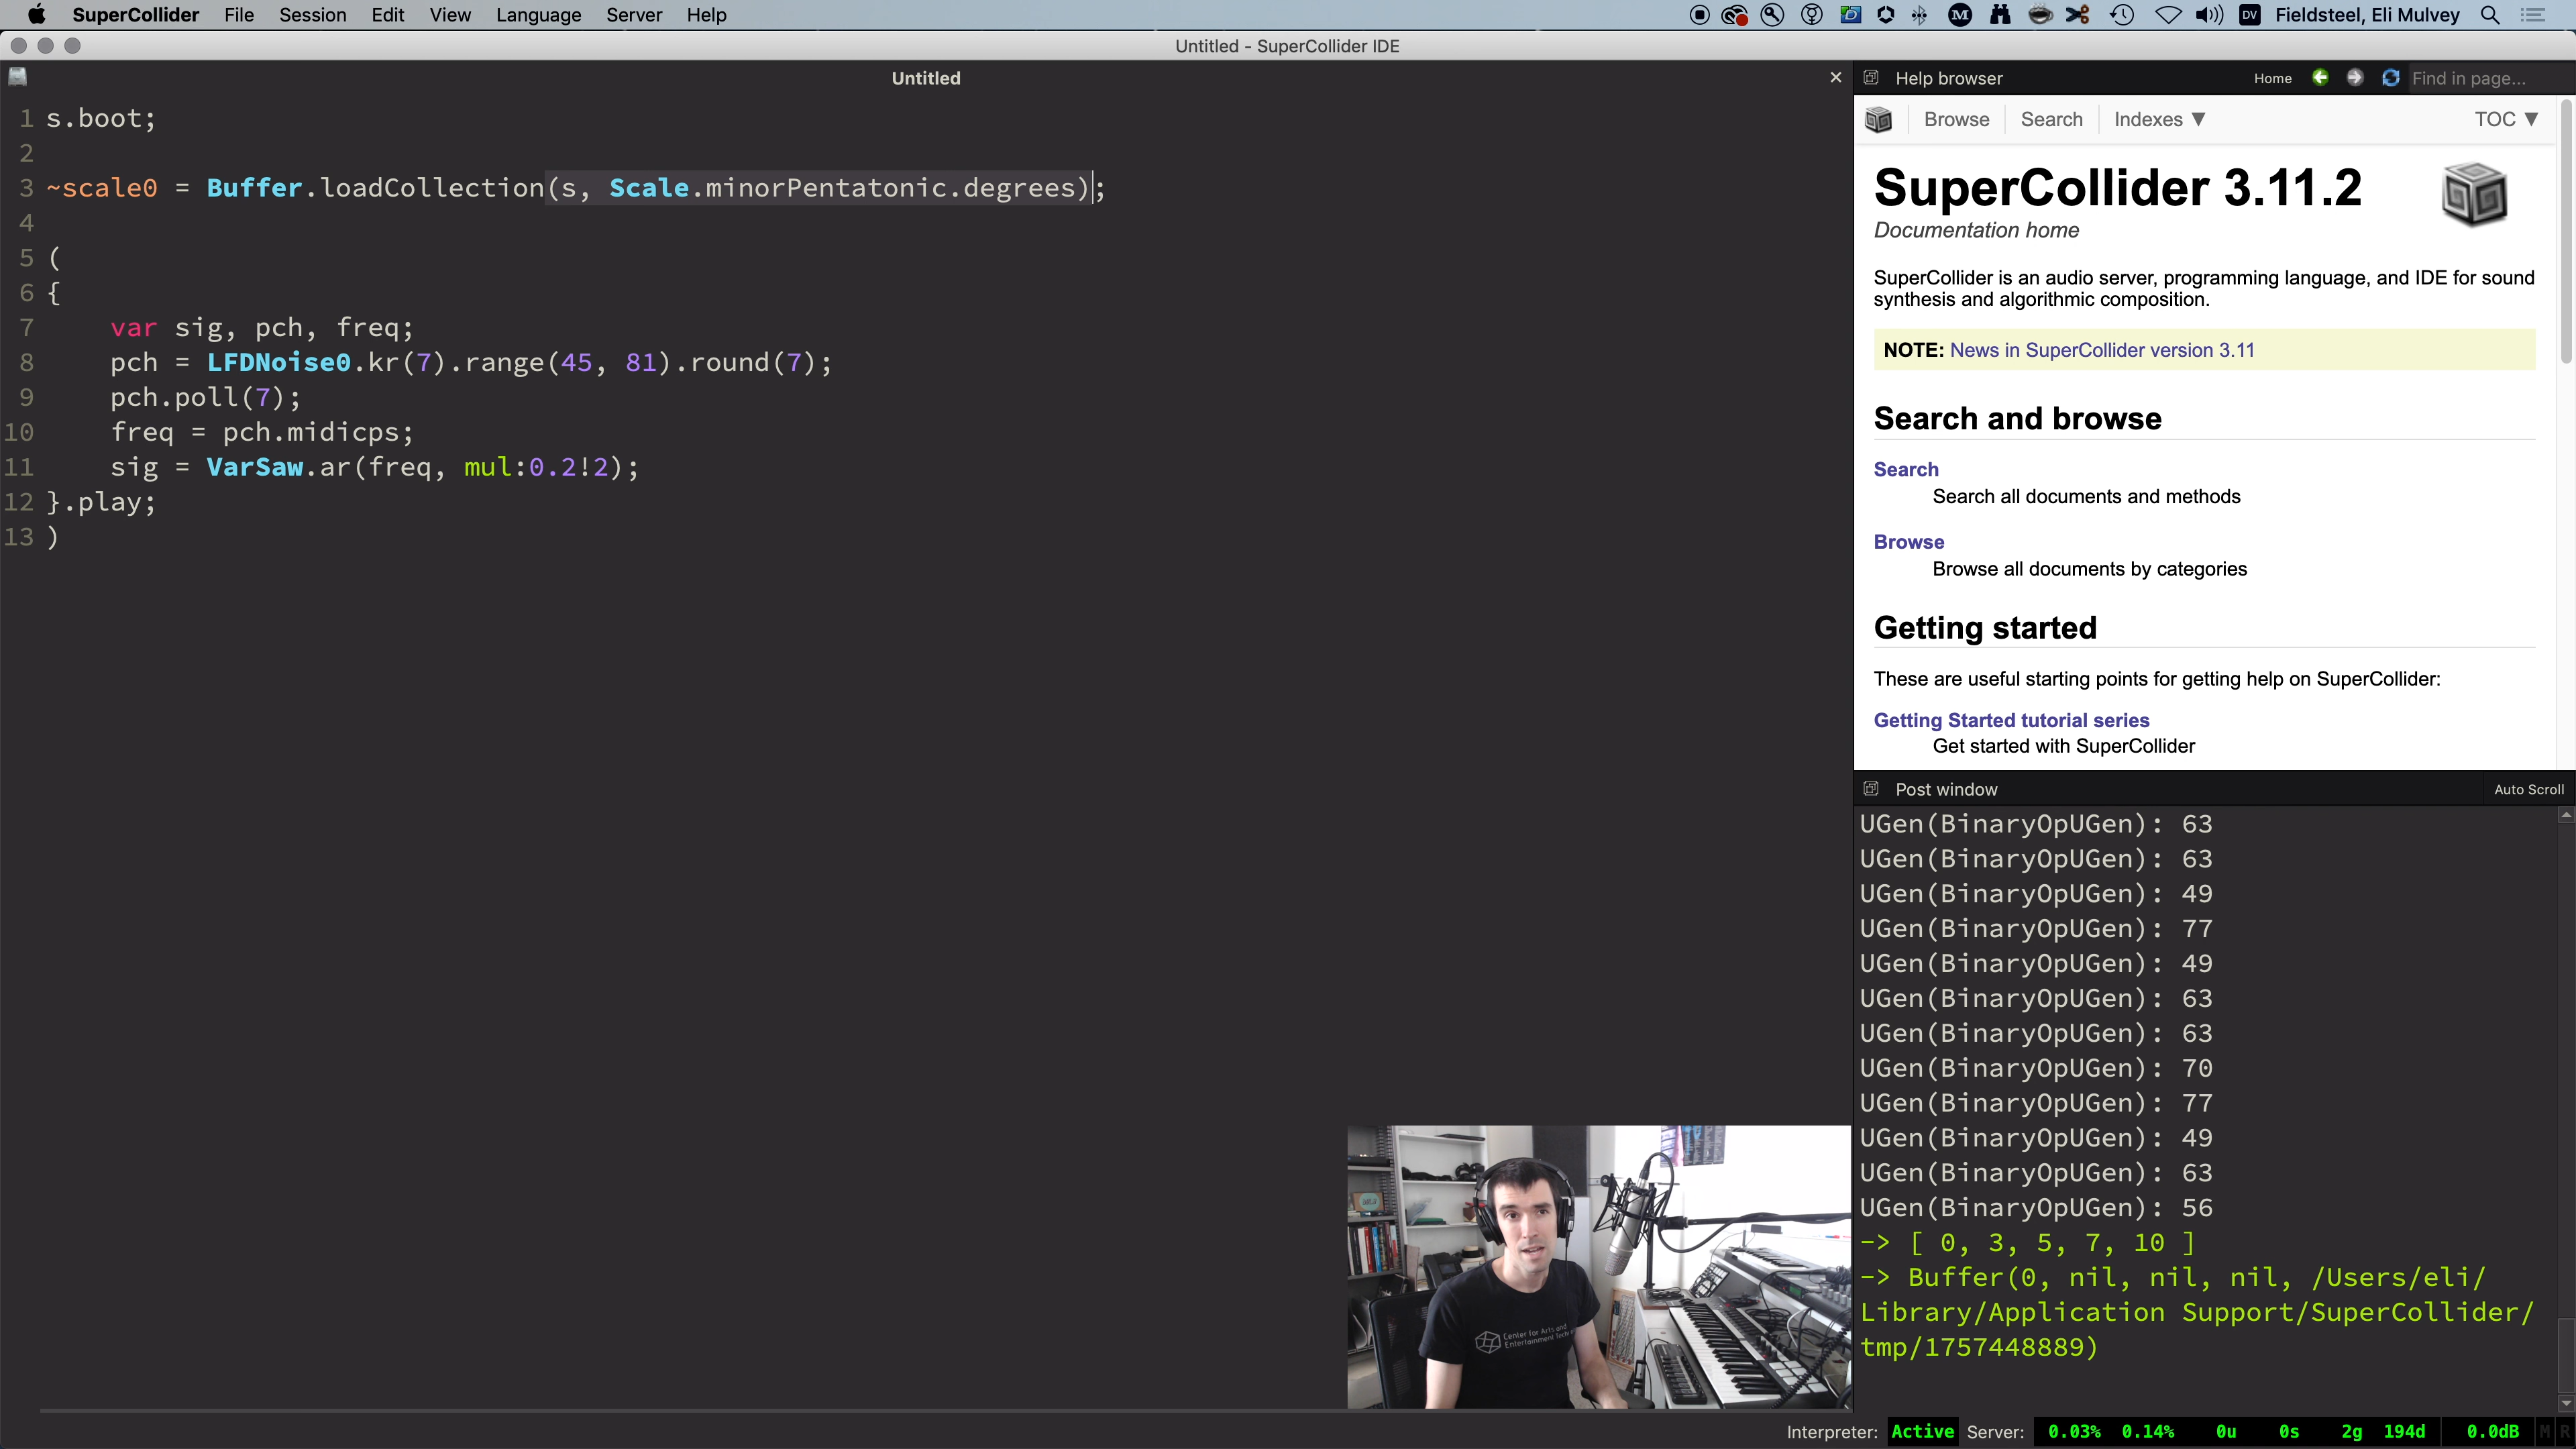 SuperCollider File Session Edit View Language Server Help
DV Fieldsteel, Eli Mulvey
Untitled - SuperCollider IDE
Untitled
1 s.boot;
2
3 ~scale0 = Buffer.loadCollection(s, Scale.minorPentatonic.degrees);
4
5 (
6 {
7 var sig, pch, freq;
8 pch = LFDNoise0.kr(7).range(45, 81).round(7);
9 pch.poll(7);
10 freq = pch.midicps;
11 sig = VarSaw.ar(freq, mul:0.2!2);
12 }.play;
13 )
Help browser
Home
Find in page...
Browse Search Indexes ▼ TOC ▼
SuperCollider 3.11.2
Documentation home
SuperCollider is an audio server, programming language, and IDE for sound
synthesis and algorithmic composition.
NOTE: News in SuperCollider version 3.11
Search and browse
Search
Search all documents and methods
Browse
Browse all documents by categories
Getting started
These are useful starting points for getting help on SuperCollider:
Getting Started tutorial series
Get started with SuperCollider
Post window
Auto Scroll
UGen(BinaryOpUGen): 63
UGen(BinaryOpUGen): 63
UGen(BinaryOpUGen): 49
UGen(BinaryOpUGen): 77
UGen(BinaryOpUGen): 49
UGen(BinaryOpUGen): 63
UGen(BinaryOpUGen): 63
UGen(BinaryOpUGen): 70
UGen(BinaryOpUGen): 77
UGen(BinaryOpUGen): 49
UGen(BinaryOpUGen): 63
UGen(BinaryOpUGen): 56
-> [ 0, 3, 5, 7, 10 ]
-> Buffer(0, nil, nil, nil, /Users/eli/
Library/Application Support/SuperCollider/
tmp/1757448889)
Center for Arts and
Entertainment
Interpreter: Active Server: 0.03% 0.14% 0u 0s 2g 194d 0.0dB M R